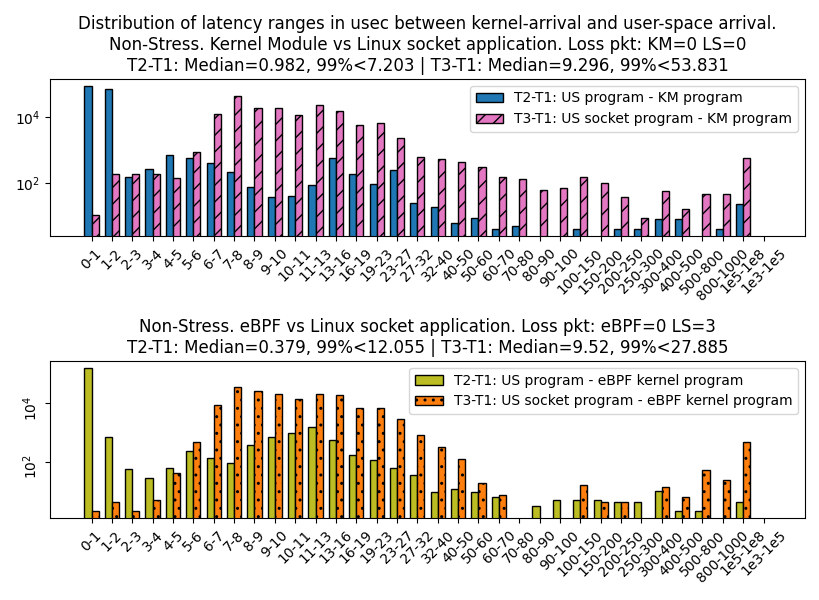 Distribution of latency ranges in usec between kernel-arrival and user-space arrival.
Non-Stress. Kernel Module vs Linux socket application. Loss pkt: KM=0 LS=0
T2-T1: Median=0.982, 99%<7.203 | T3-T1: Median=9.296, 99%<53.831
T2-T1: US program - KM program
T3-T1: US socket program - KM program
10^4
10^2
0-1 1-2 2-3 3-4 4-5 5-6 6-7 7-8 8-9 9-10 10-11 11-13 13-16 16-19 19-23 23-27 27-32 32-40 40-50 50-60 60-70 70-80 80-90 90-100 100-150 150-200 200-250 250-300 300-400 400-500 500-800 800-1000 1e5-1e8 1e3-1e5
Non-Stress. eBPF vs Linux socket application. Loss pkt: eBPF=0 LS=3
T2-T1: Median=0.379, 99%<12.055 | T3-T1: Median=9.52, 99%<27.885
T2-T1: US program - eBPF kernel program
T3-T1: US socket program - eBPF kernel program
10^4
10^2
0-1 1-2 2-3 3-4 4-5 5-6 6-7 7-8 8-9 9-10 10-11 11-13 13-16 16-19 19-23 23-27 27-32 32-40 40-50 50-60 60-70 70-80 80-90 90-100 100-150 150-200 200-250 250-300 300-400 400-500 500-800 800-1000 1e5-1e8 1e3-1e5